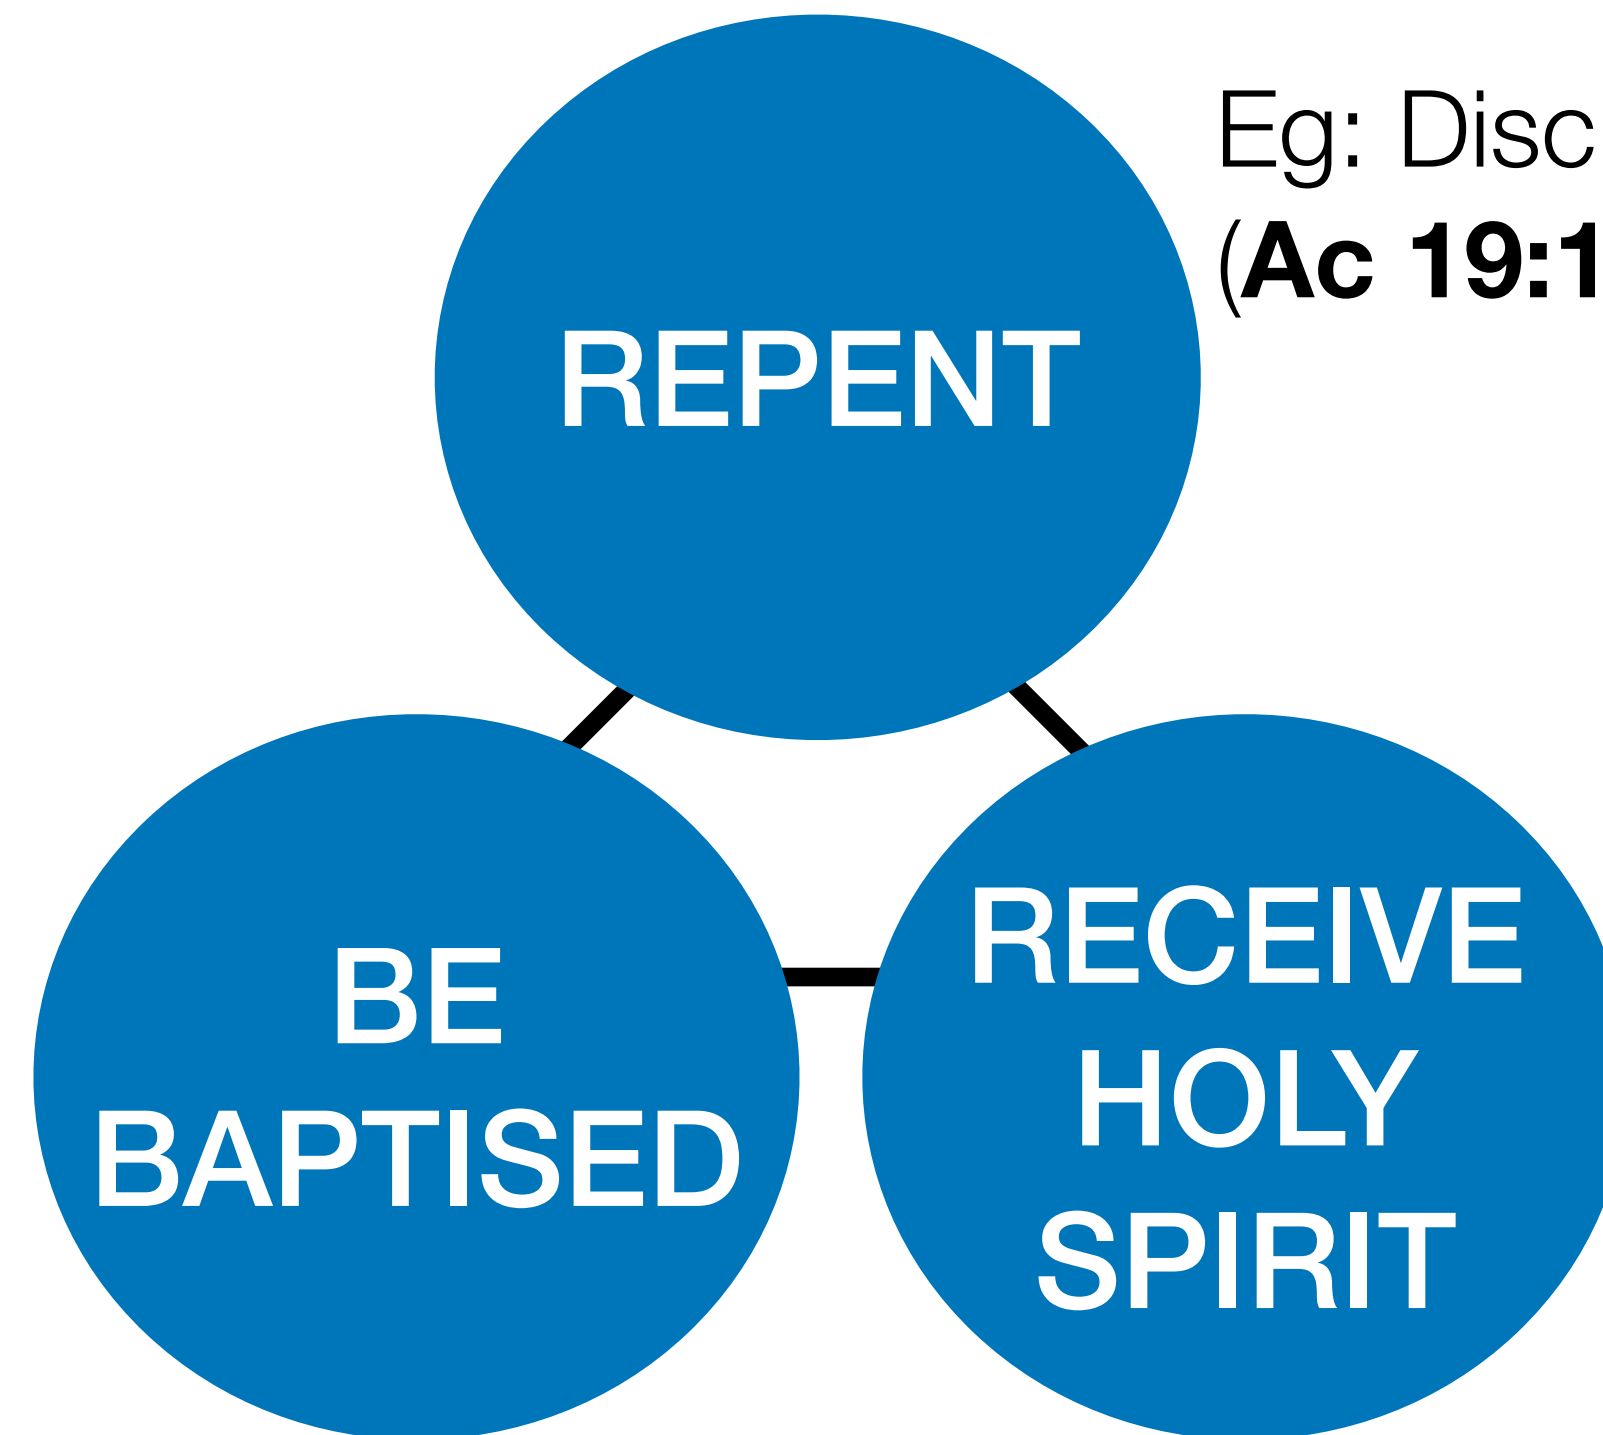 Eg: Disc
(Ac 19:1
REPENT
BE
BAPTISED
RECEIVE
HOLY
SPIRIT